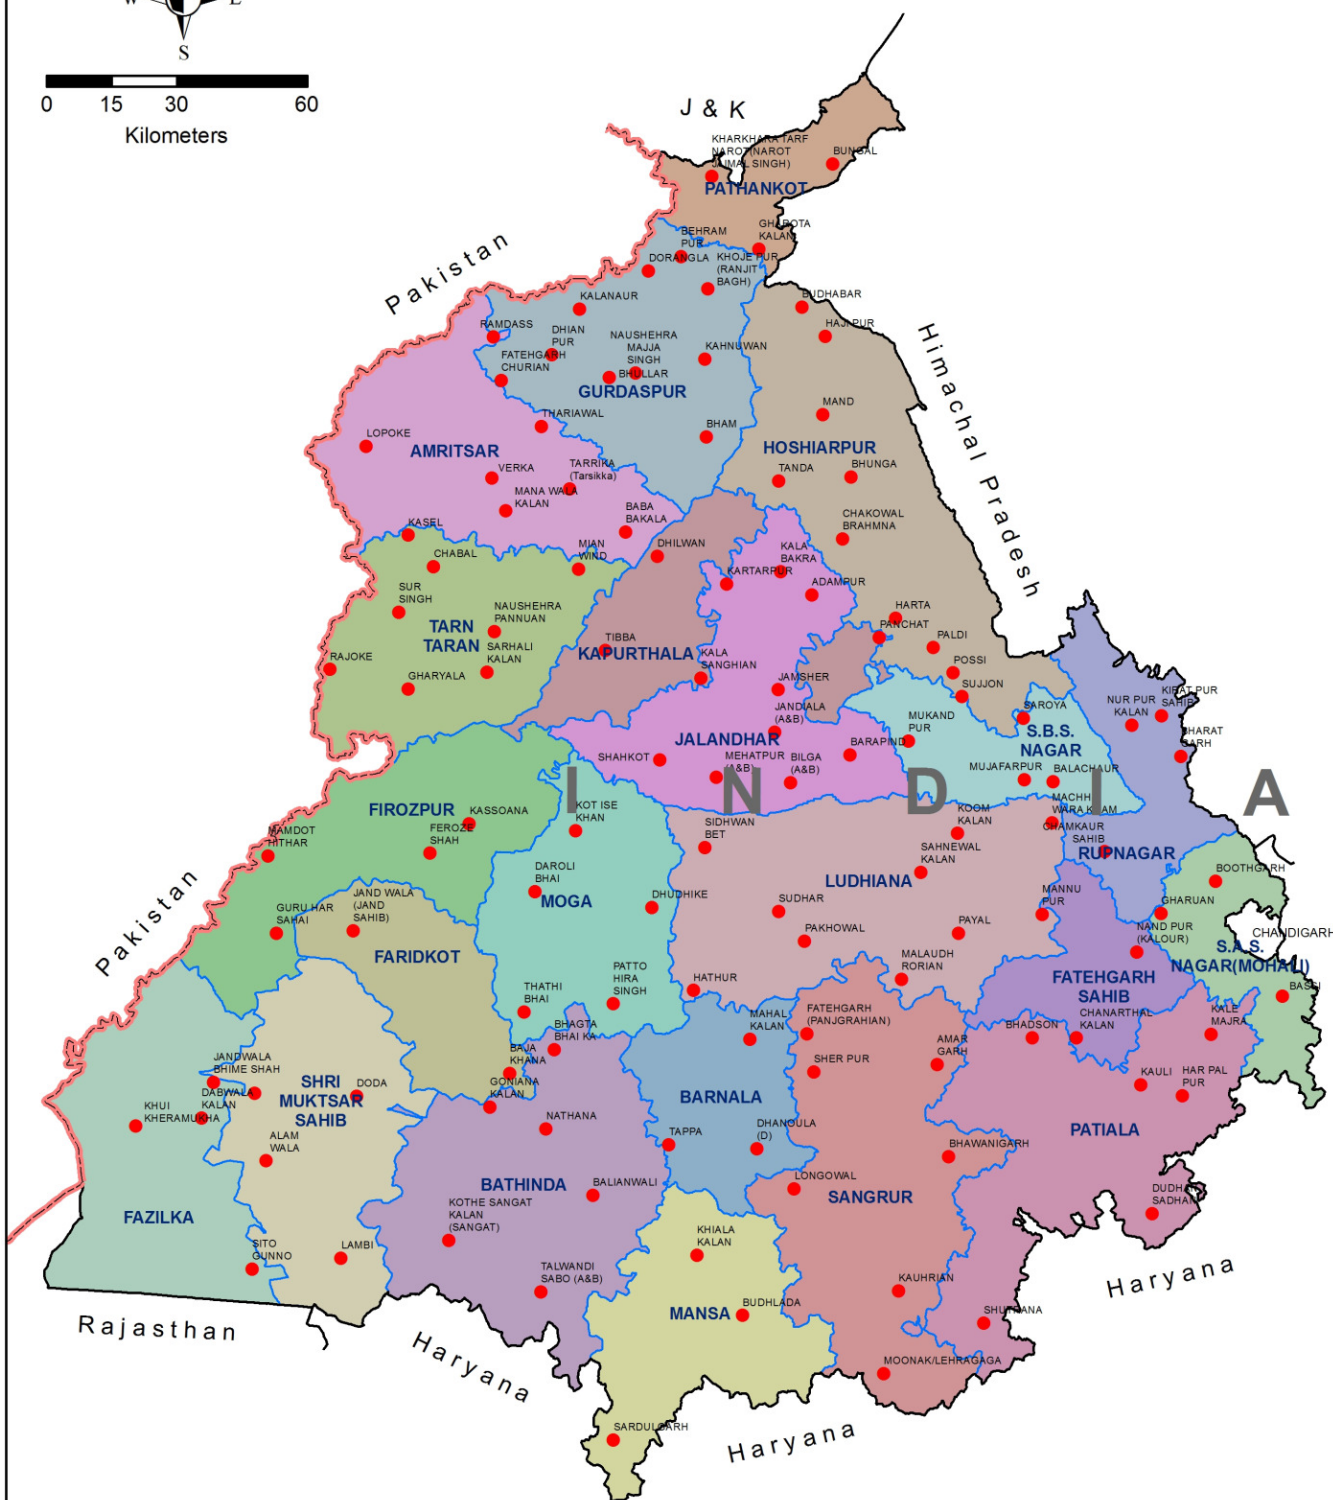 W
E
S
0 15 30 60
Kilometers
J & K
KHARKHARA TARF
NAROT(NAROT
JAIMAL SINGH)
BUNGAL
PATHANKOT
Pakistan
BEHRAM
PUR
GHAROTA
KALAN
DORANGLA
KHOJE PUR
(RANJIT
BAGH)
KALANAUR
BUDHABAR
RAMDASS
DHIAN
PUR
NAUSHEHRA
MAJJA
SINGH
HAJIPUR
FATEHGARH
CHURIAN
KAHNUWAN
BHULLAR
GURDASPUR
Himachal Pradesh
THARIAWAL
MAND
LOPOKE
AMRITSAR
BHAM
HOSHIARPUR
VERKA
TARRIKA
(Tarsikka)
TANDA
BHUNGA
MANA WALA
KALAN
BABA
BAKALA
CHAKOWAL
BRAHMNA
KASEL
CHABAL
MIAN
WIND
DHILWAN
KALA
BAKRA
KARTARPUR
ADAMPUR
SUR
SINGH
NAUSHEHRA
PANNUAN
HARTA
TARN
TARAN
TIBBA
PANCHAT
PALDI
SARHALI
KALAN
KAPURTHALA
KALA
SANGHIAN
RAJOKE
GHARYALA
POSSI
JAMSHER
SUJJON
NUR PUR
KALAN
KIRAT PUR
SAHIB
JANDIALA
(A&B)
MUKAND
PUR
SAROYA
BHARAT
GARH
S.B.S.
NAGAR
JALANDHAR
SHAHKOT
MEHATPUR
(A&B)
BILGA
(A&B)
BARAPIND
MUJAFARPUR
BALACHAUR
I N D I A
FIROZPUR
KASSOANA
KOT ISE
KHAN
MACHHI
WARA KHAM
MAMDOT
HITHAR
FEROZE
SHAH
SIDHWAN
BET
KOOM
KALAN
CHAMKAUR
SAHIB
RUPNAGAR
SAHNEWAL
KALAN
DAROLI
BHAI
LUDHIANA
BOOTHGARH
MOGA
DHUDHIKE
JAND WALA
(JAND
SAHIB)
SUDHAR
MANNU
PUR
GHARUAN
GURU HAR
SAHAI
PAKHOWAL
PAYAL
NAND PUR
(KALOUR)
CHANDIGARH
Pakistan
FARIDKOT
S.A.S.
NAGAR(MOHALI)
MALAUDH
RORIAN
PATTO
HIRA
SINGH
HATHUR
FATEHGARH
SAHIB
BASSI
THATHI
BHAI
MAHAL
KALAN
FATEHGARH
(PANJGRAHIAN)
BHADSON
CHANARTHAL
KALAN
KALE
MAJRA
BHAGTA
BHAI KA
AMAR
GARH
BAJA
KHANA
SHER PUR
JANDWALA
BHIME SHAH
KAULI
HAR PAL
PUR
SHRI
MUKTSAR
SAHIB
DODA
GONIANA
KALAN
DABWALA
KALAN
BARNALA
KHUI
KHERAMUKHA
NATHANA
TAPPA
DHANOULA
(D)
PATIALA
ALAM
WALA
BHAWANIGARH
BATHINDA
BALIANWALI
LONGOWAL
SANGRUR
KOTHE SANGAT
KALAN
(SANGAT)
DUDHAN
SADHAN
FAZILKA
KHIALA
KALAN
SITO
GUNNO
LAMBI
TALWANDI
SABO (A&B)
KAUHRIAN
Haryana
MANSA
BUDHLADA
SHUTRANA
Rajasthan
Haryana
MOONAK/LEHRAGAGA
SARDULGARH
Haryana